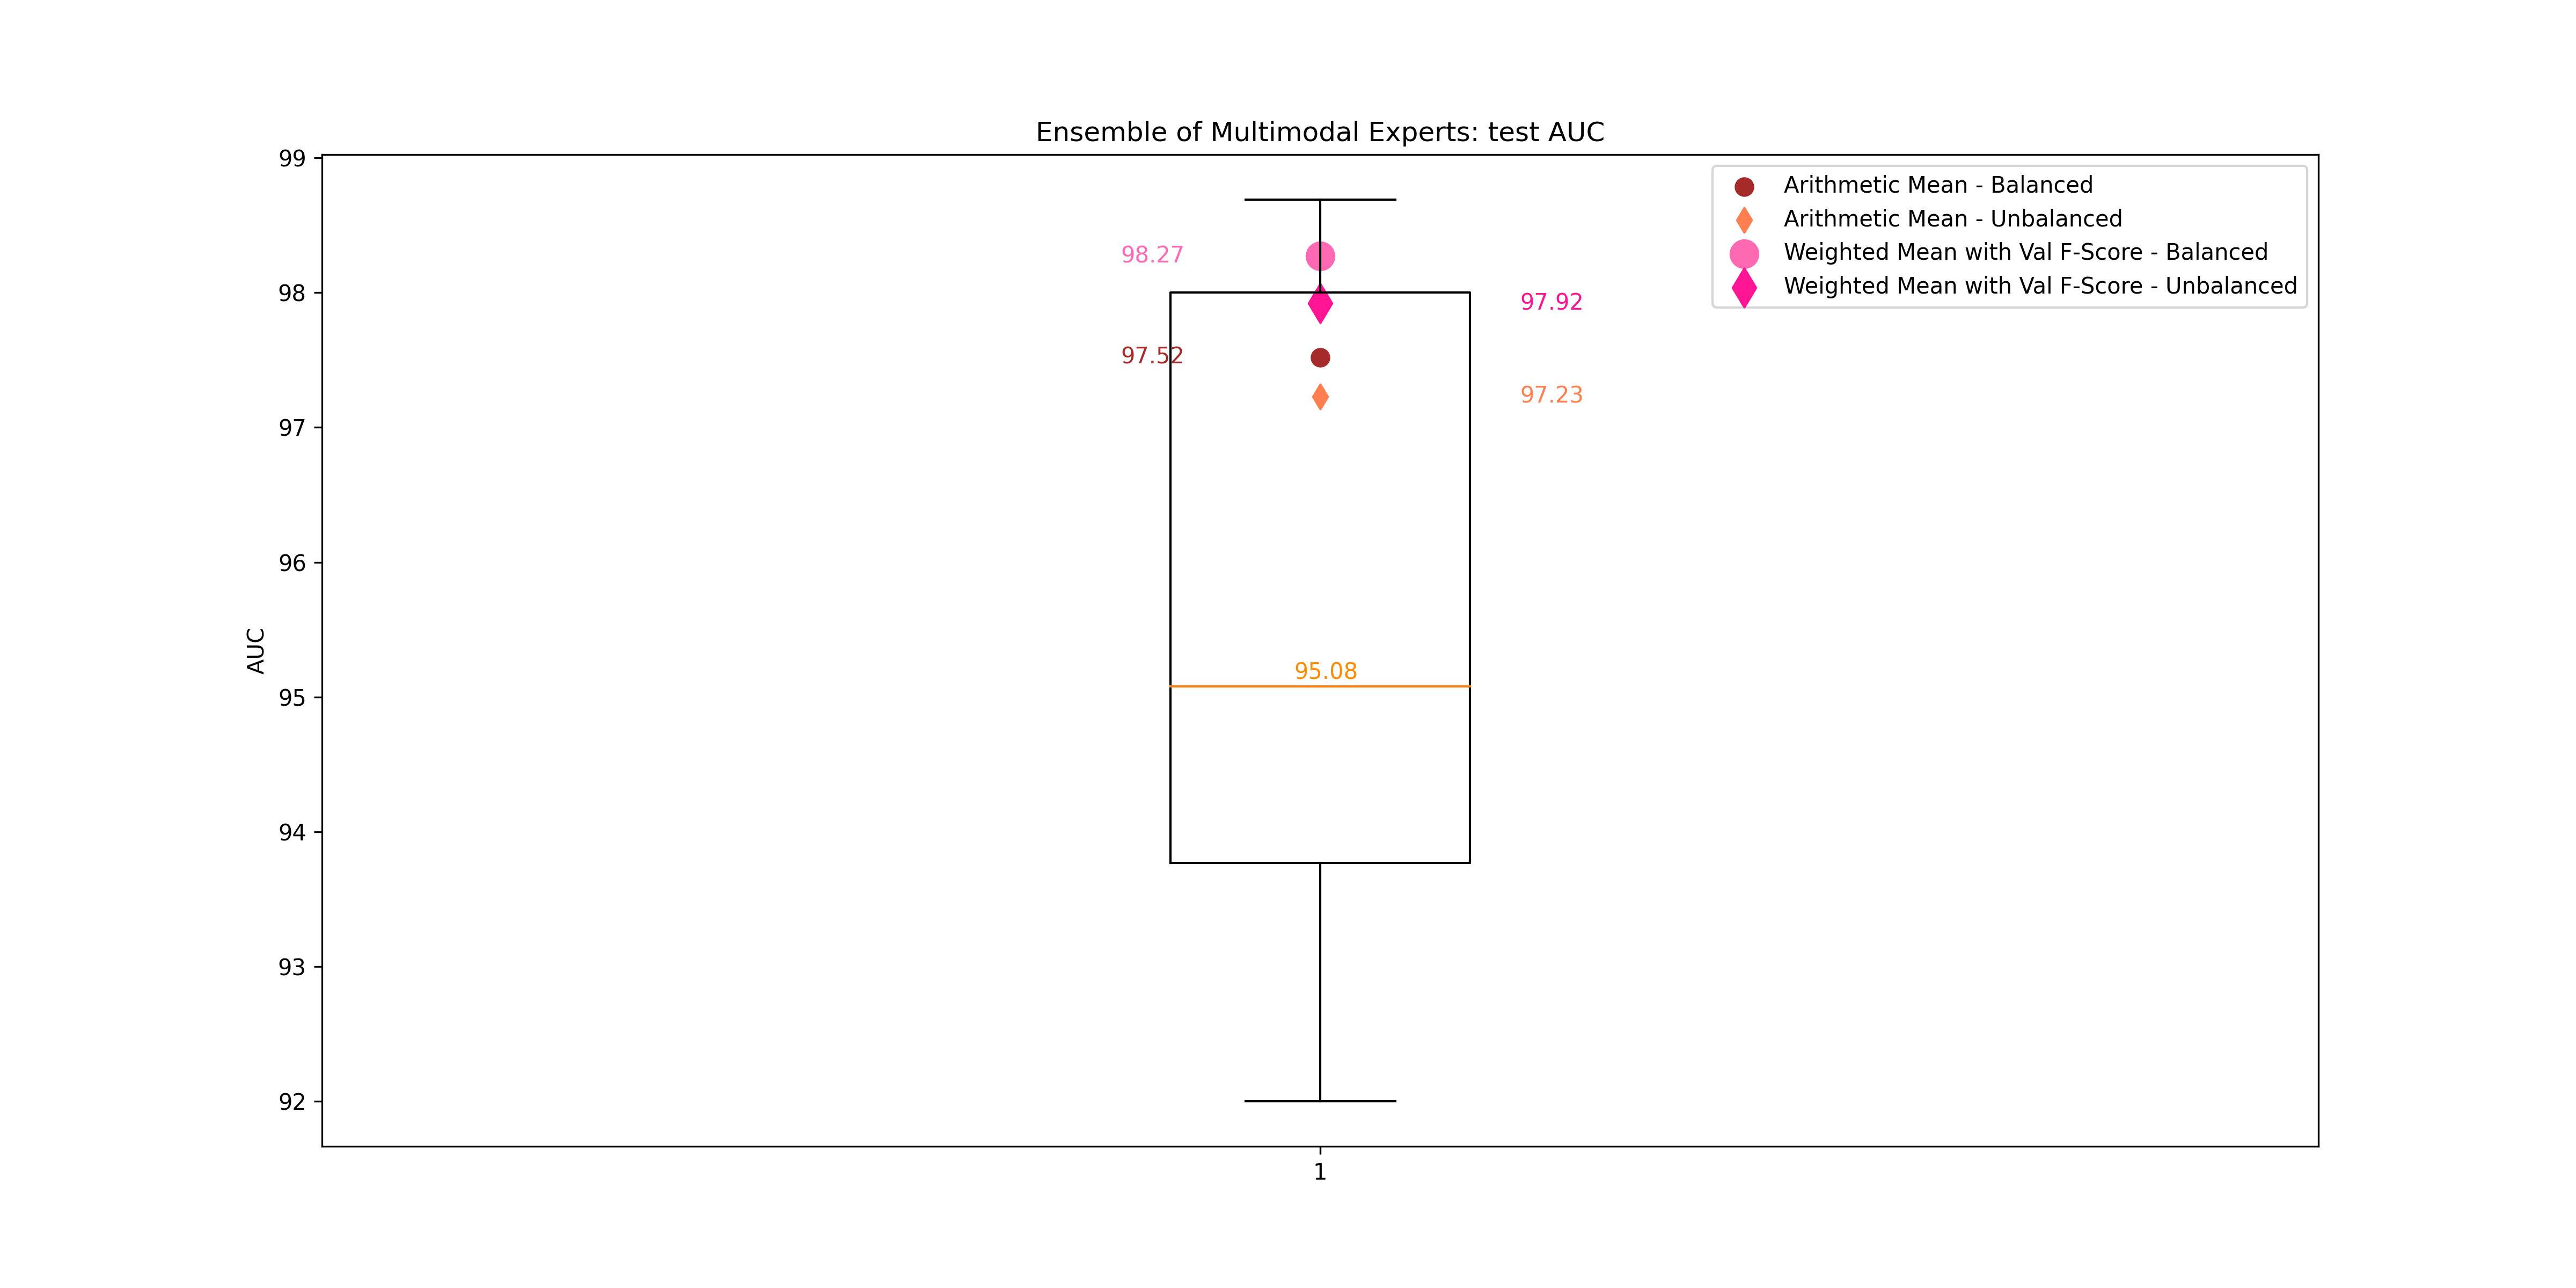 Ensemble of Multimodal Experts: test AUC
99
98
97
96
95
94
93
92
AUC
Arithmetic Mean - Balanced
Arithmetic Mean - Unbalanced
Weighted Mean with Val F-Score - Balanced
Weighted Mean with Val F-Score - Unbalanced
98.27
97.92
97.52
97.23
95.08
1